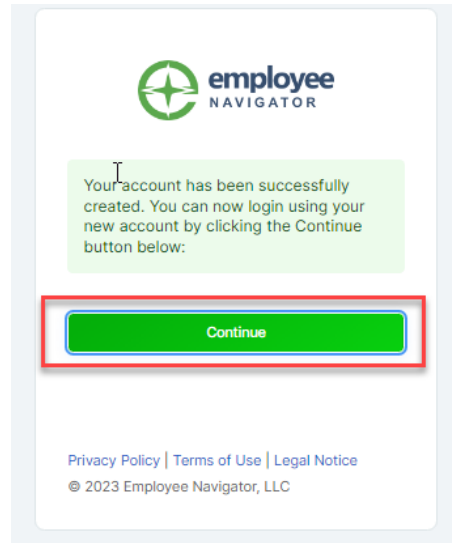 employee
NAVIGATOR
Your account has been successfully
created. You can now login using your
new account by clicking the Continue
button below:
Continue
Privacy Policy | Terms of Use | Legal Notice
© 2023 Employee Navigator, LLC